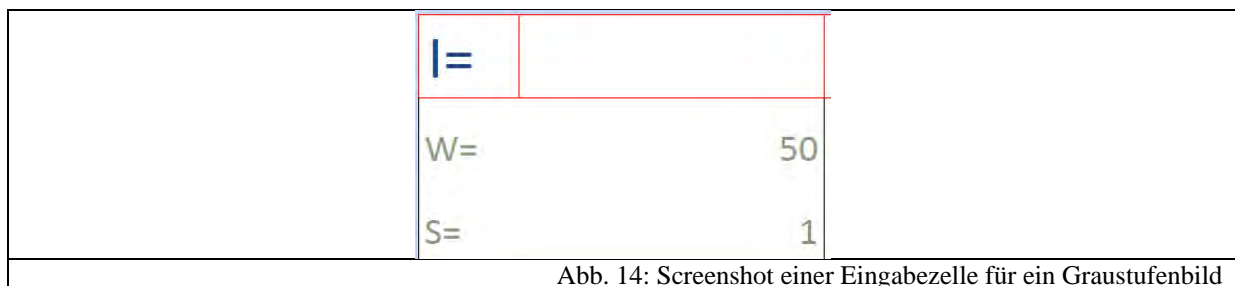 I=
W= 50
S= 1
Abb. 14: Screenshot einer Eingabezelle für ein Graustufenbild